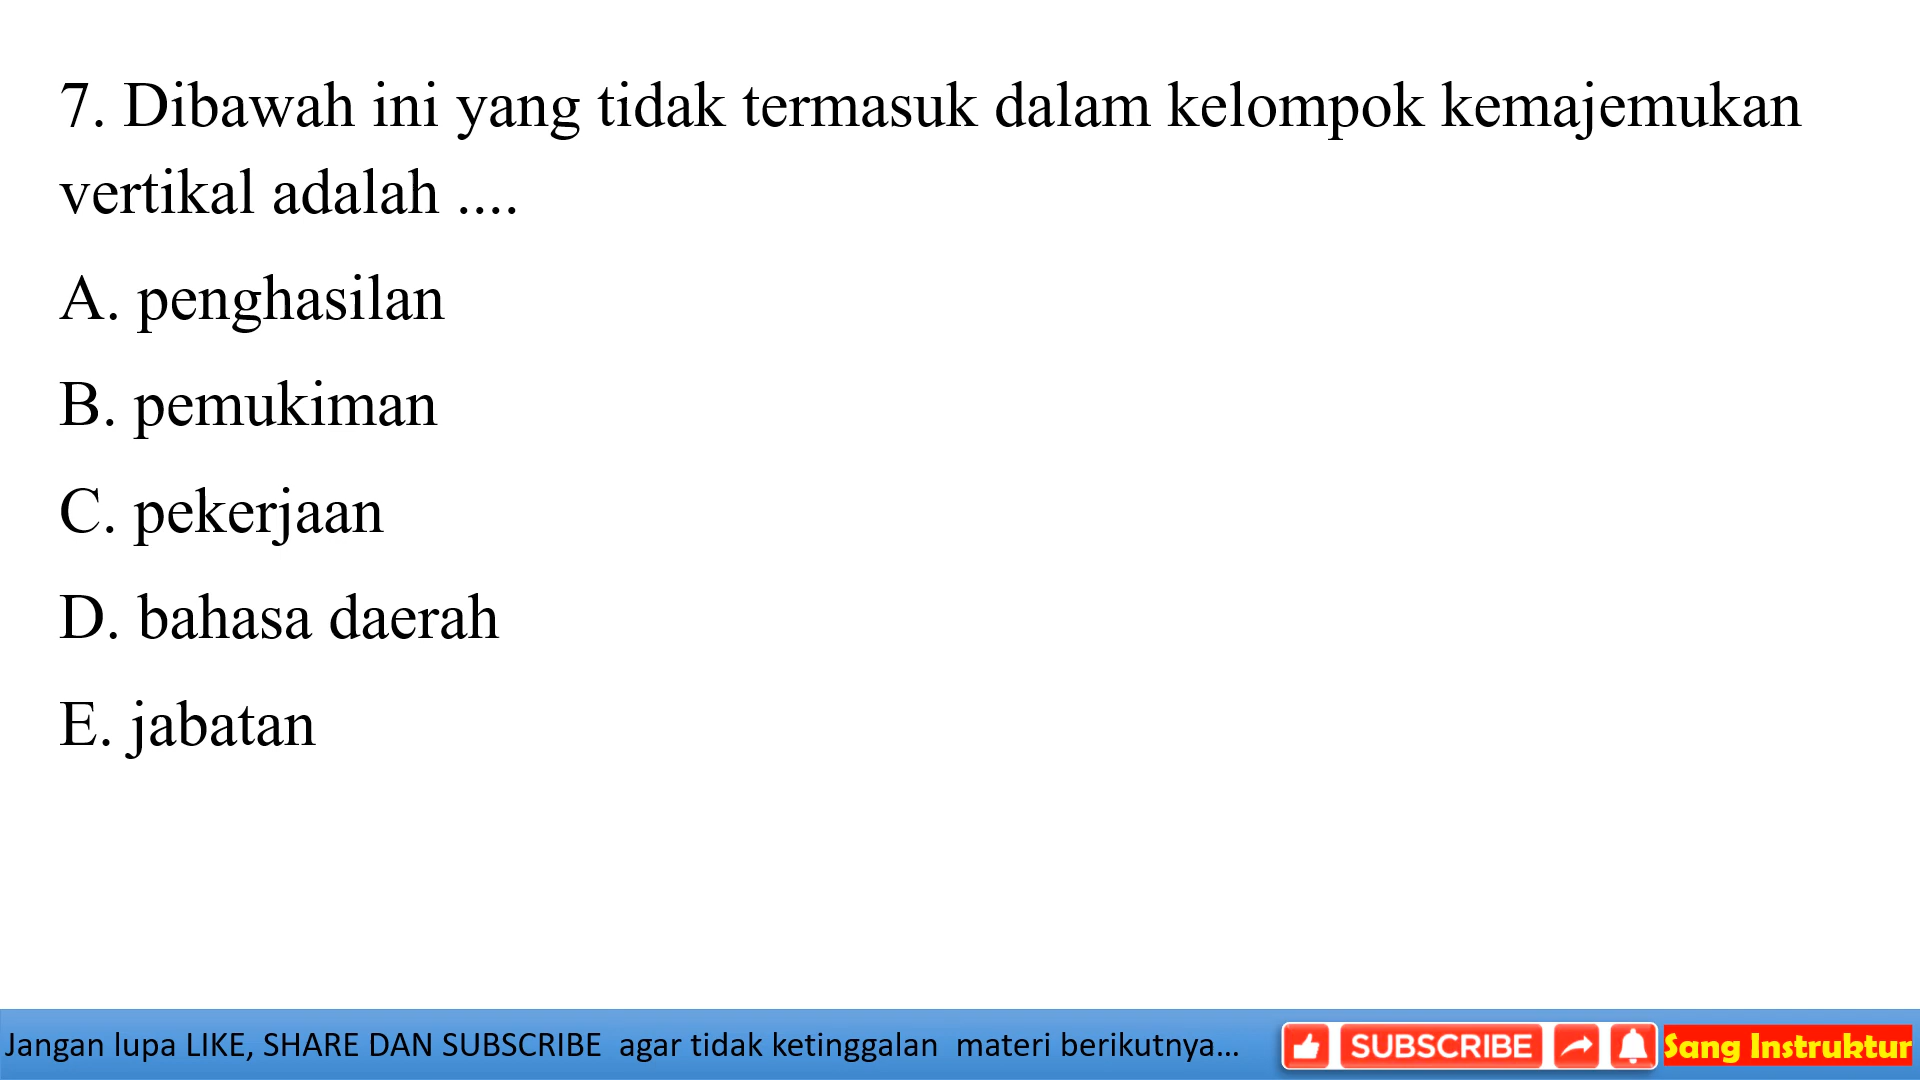 7. Dibawah ini yang tidak termasuk dalam kelompok kemajemukan
vertikal adalah ....
A. penghasilan
B. pemukiman
C. pekerjaan
D. bahasa daerah
E. jabatan
Jangan lupa LIKE, SHARE DAN SUBSCRIBE agar tidak ketinggalan materi berikutnya... SUBSCRIBE Sang Instruktur